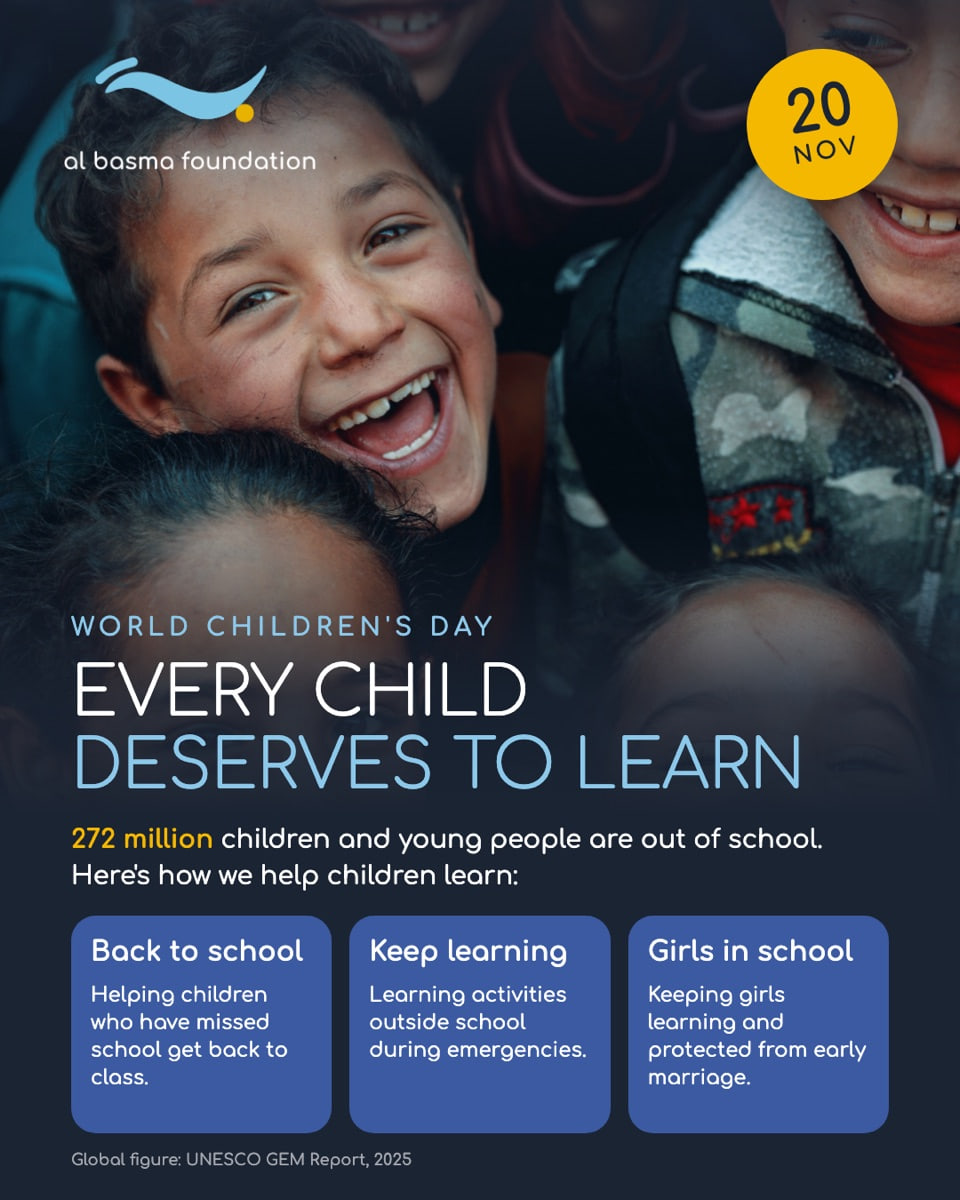 al basma foundation
20
NOV
WORLD CHILDREN'S DAY
EVERY CHILD
DESERVES TO LEARN
272 million children and young people are out of school.
Here's how we help children learn:
Back to school
Helping children
who have missed
school get back to
class.
Keep learning
Learning activities
outside school
during emergencies.
Girls in school
Keeping girls
learning and
protected from early
marriage.
Global figure: UNESCO GEM Report, 2025